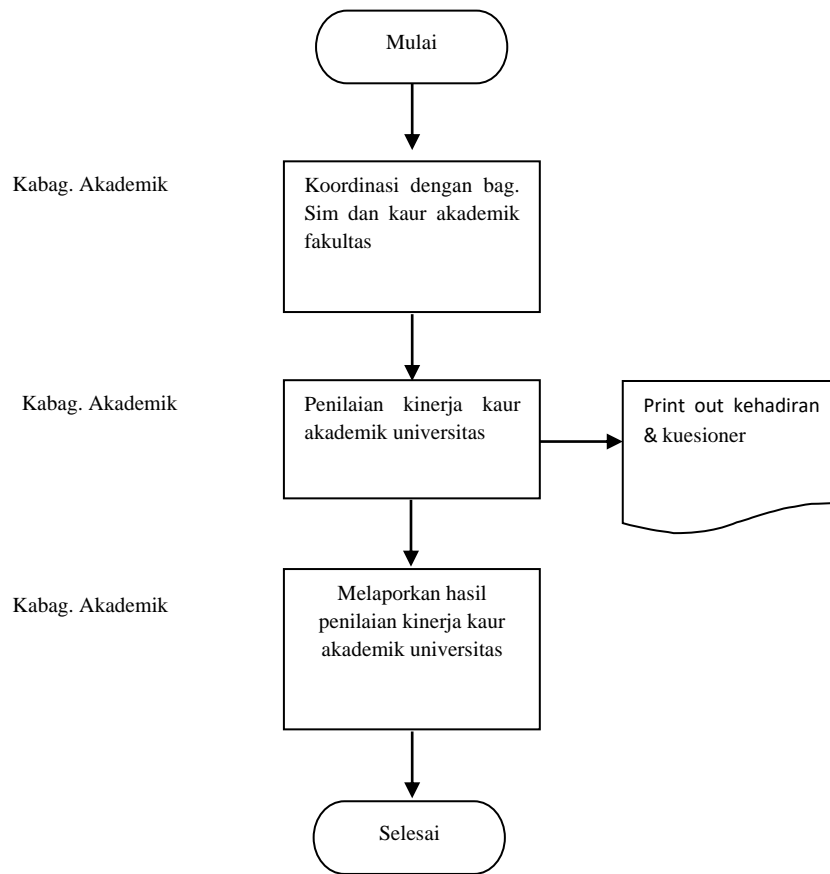 Mulai
Kabag. Akademik
Koordinasi dengan bag.
Sim dan kaur akademik
fakultas
Kabag. Akademik
Penilaian kinerja kaur
akademik universitas
Print out kehadiran
& kuesioner
Kabag. Akademik
Melaporkan hasil
penilaian kinerja kaur
akademik universitas
Selesai